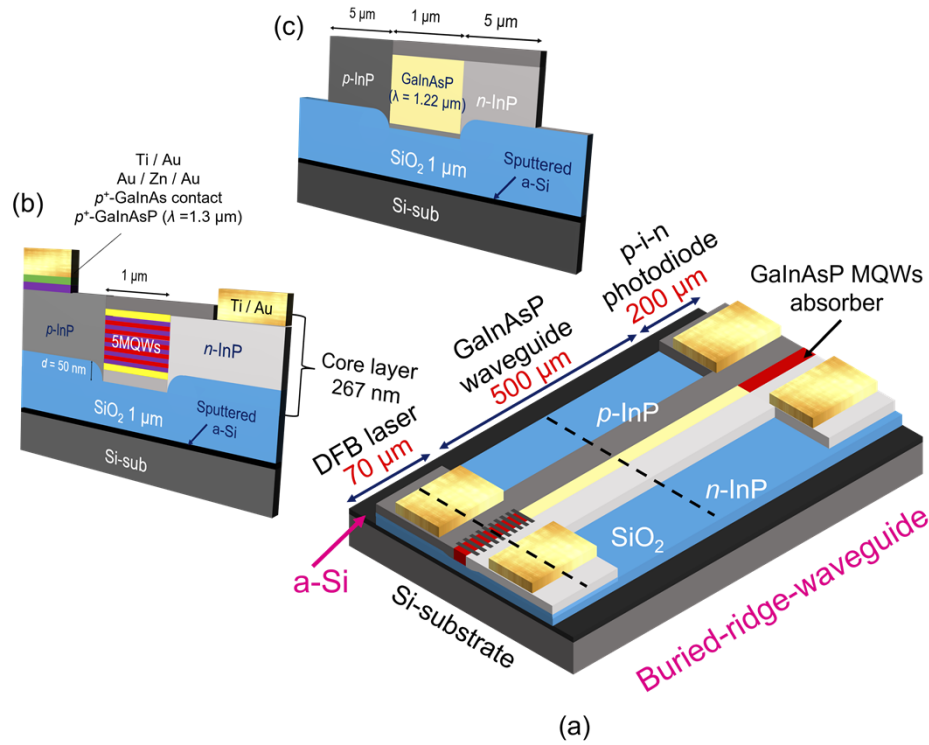 (c)
5 µm
1 µm
5 µm
p-InP
GaInAsP
(λ = 1.22 µm)
n-InP
SiO2 1 µm
Sputtered
a-Si
Si-sub
(b)
Ti / Au
Au / Zn / Au
p+-GaInAs contact
p+-GaInAsP (λ =1.3 µm)
1 µm
Ti / Au
p-InP
5MQWs
n-InP
d = 50 nm
Core layer
267 nm
SiO2 1 µm
Sputtered
a-Si
Si-sub
DFB laser
70 µm
GaInAsP
waveguide
500 µm
p-i-n
photodiode
200 µm
GaInAsP MQWs
absorber
p-InP
n-InP
SiO2
a-Si
Si-substrate
Buried-ridge-waveguide
(a)